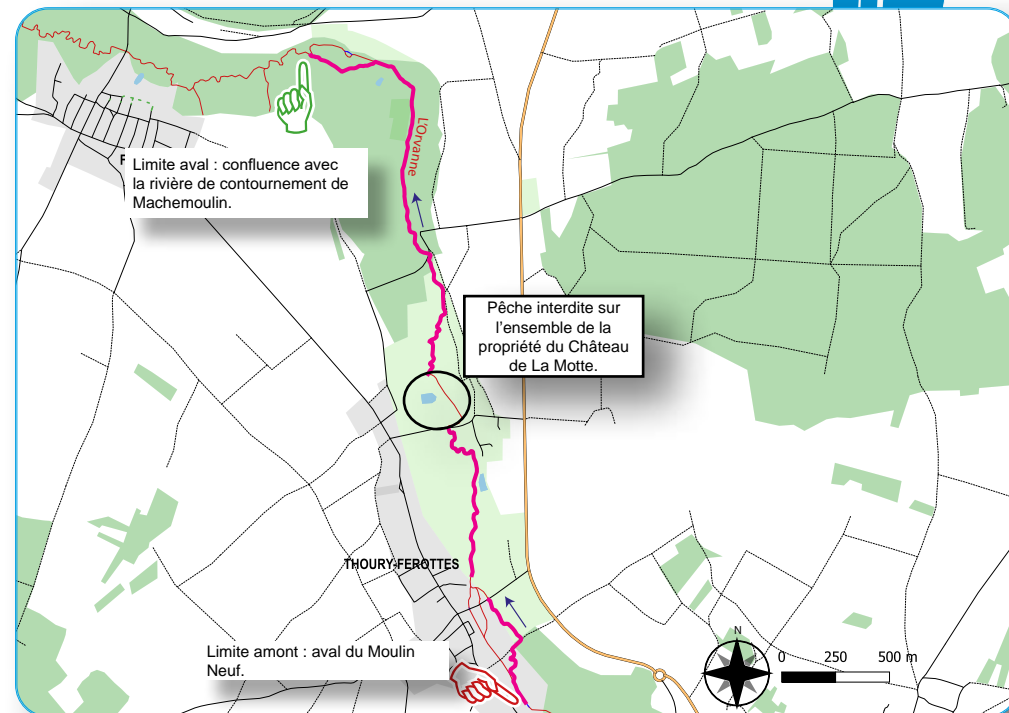 L'Orvanne
Limite aval : confluence avec
la rivière de contournement de
Machemoulin.
Pêche interdite sur
l'ensemble de la
propriété du Château
de La Motte.
THOURY-FEROTTES
Limite amont : aval du Moulin
Neuf.
N
0 250 500 m